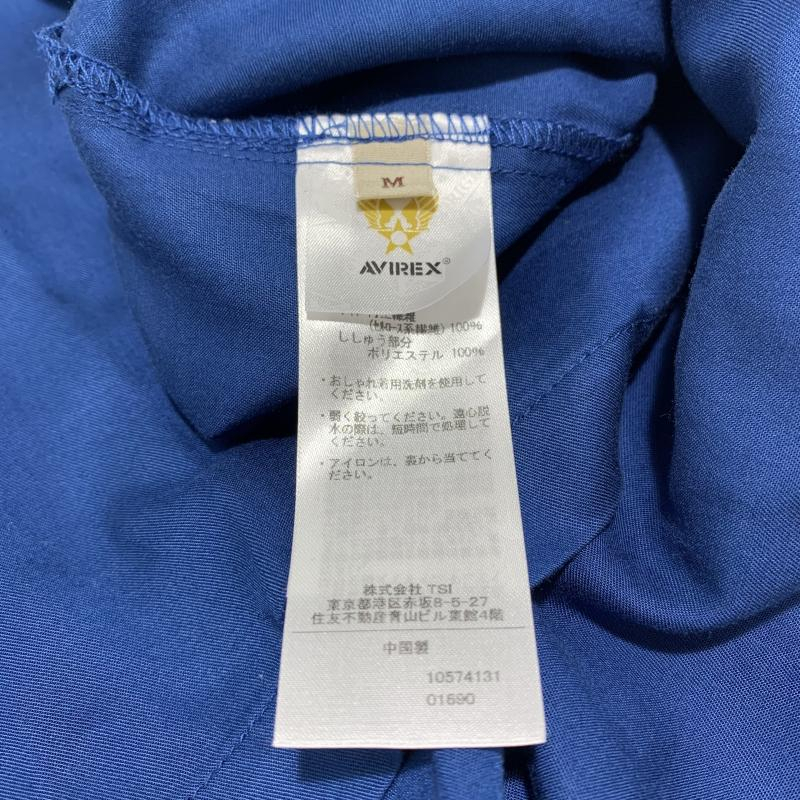 M
AVIREX®
(ｾﾙﾛｰｽ系繊維) 100%
ししゅう部分
ポリエステル 100%
・おしゃれ着用洗剤を使用して
ください。
・弱く絞ってください。遠心脱
水の際は、短時間で処理して
ください。
・アイロンは、裏から当ててく
ださい。
株式会社 TSI
東京都港区赤坂8-5-27
住友不動産青山ビル東館4階
中国製
10574131
01690